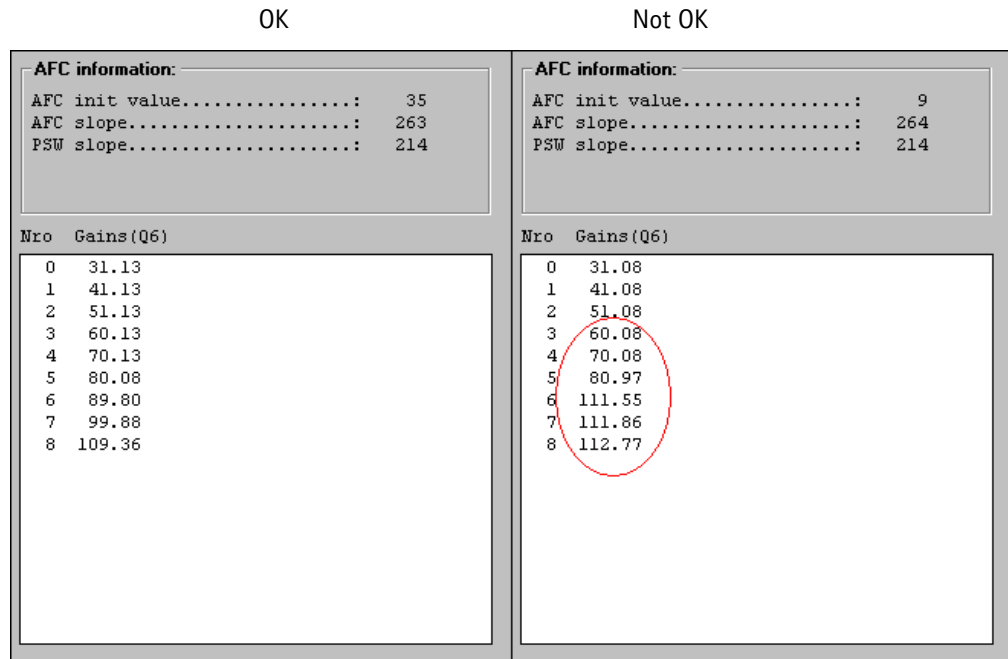 OK
AFC information:
AFC init value................: 35
AFC slope.....................: 263
PSW slope.....................: 214
Nro Gains(Q6)
0 31.13
1 41.13
2 51.13
3 60.13
4 70.13
5 80.08
6 89.80
7 99.88
8 109.36
Not OK
AFC information:
AFC init value................: 9
AFC slope.....................: 264
PSW slope.....................: 214
Nro Gains(Q6)
0 31.08
1 41.08
2 51.08
3 60.08
4 70.08
5 80.97
6 111.55
7 111.86
8 112.77